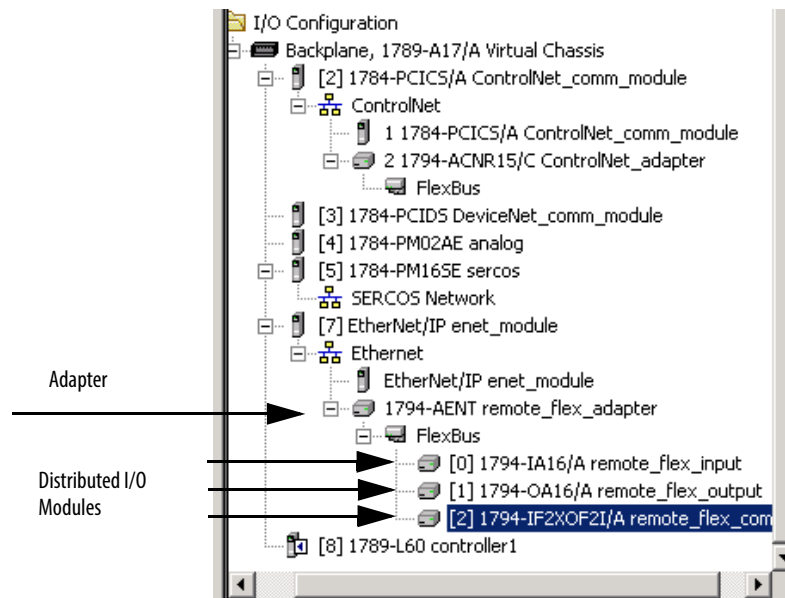 I/O Configuration
Backplane, 1789-A17/A Virtual Chassis
[2] 1784-PCICS/A ControlNet_comm_module
ControlNet
1 1784-PCICS/A ControlNet_comm_module
2 1794-ACNR15/C ControlNet_adapter
FlexBus
[3] 1784-PCIDS DeviceNet_comm_module
[4] 1784-PM02AE analog
[5] 1784-PM16SE sercos
SERCOS Network
[7] EtherNet/IP enet_module
Ethernet
EtherNet/IP enet_module
Adapter
1794-AENT remote_flex_adapter
FlexBus
[0] 1794-IA16/A remote_flex_input
Distributed I/O
Modules
[1] 1794-OA16/A remote_flex_output
[2] 1794-IF2XOF2I/A remote_flex_com
[8] 1789-L60 controller1